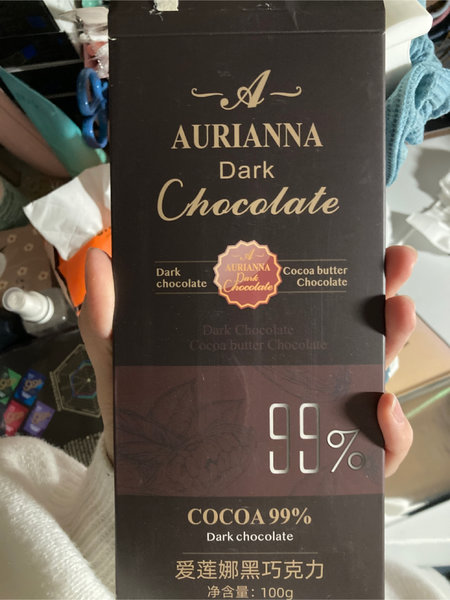 A
AURIANNA
Dark
Chocolate
Dark
chocolate
A
AURIANNA
Dark
Chocolate
Cocoa butter
Chocolate
Dark Chocolate
Cocoa butter Chocolate
99%
COCOA 99%
Dark chocolate
爱莲娜黑巧克力
净含量：100g